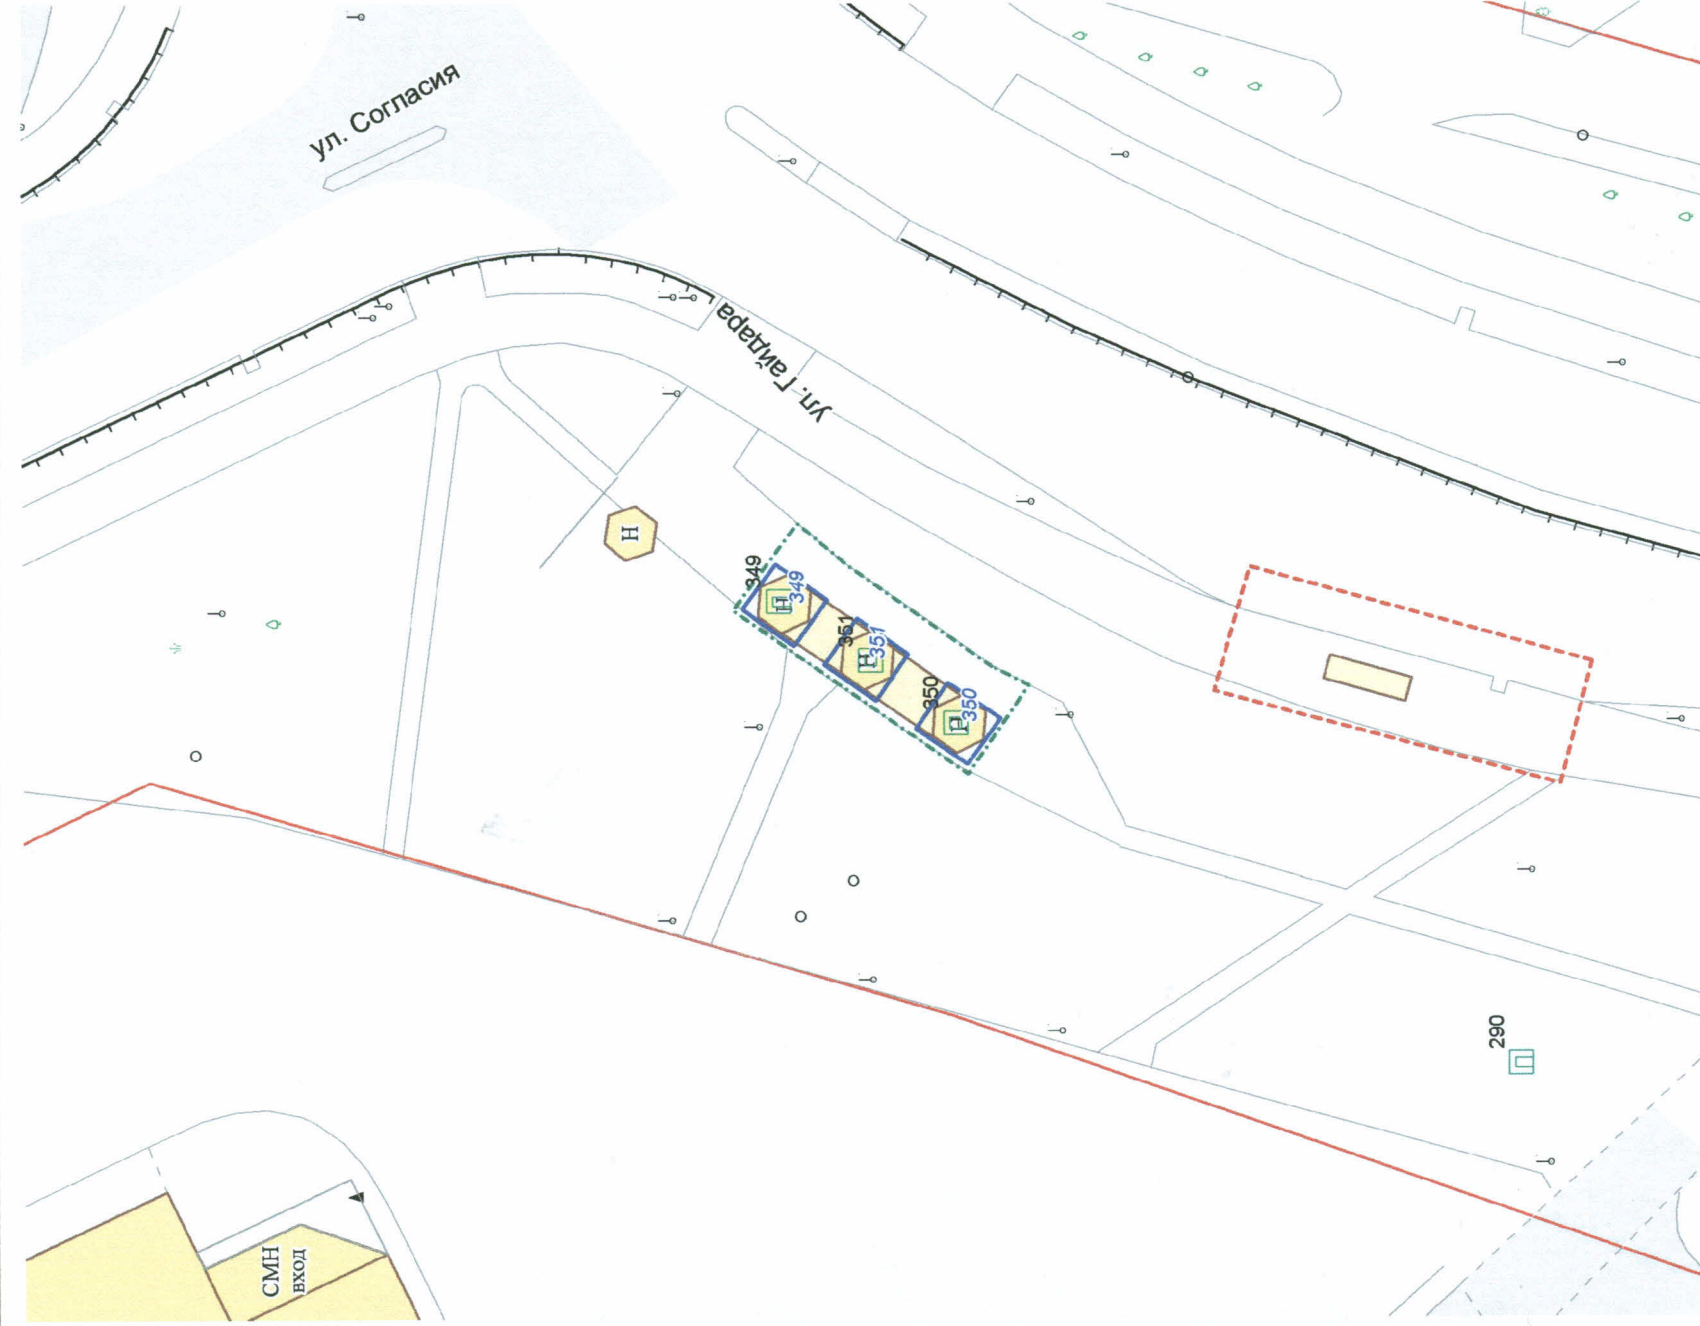 ул. Согласия
ул. Гайдара
Н
349
Н
349
351
Н
351
350
Н
350
290
СМН
вход